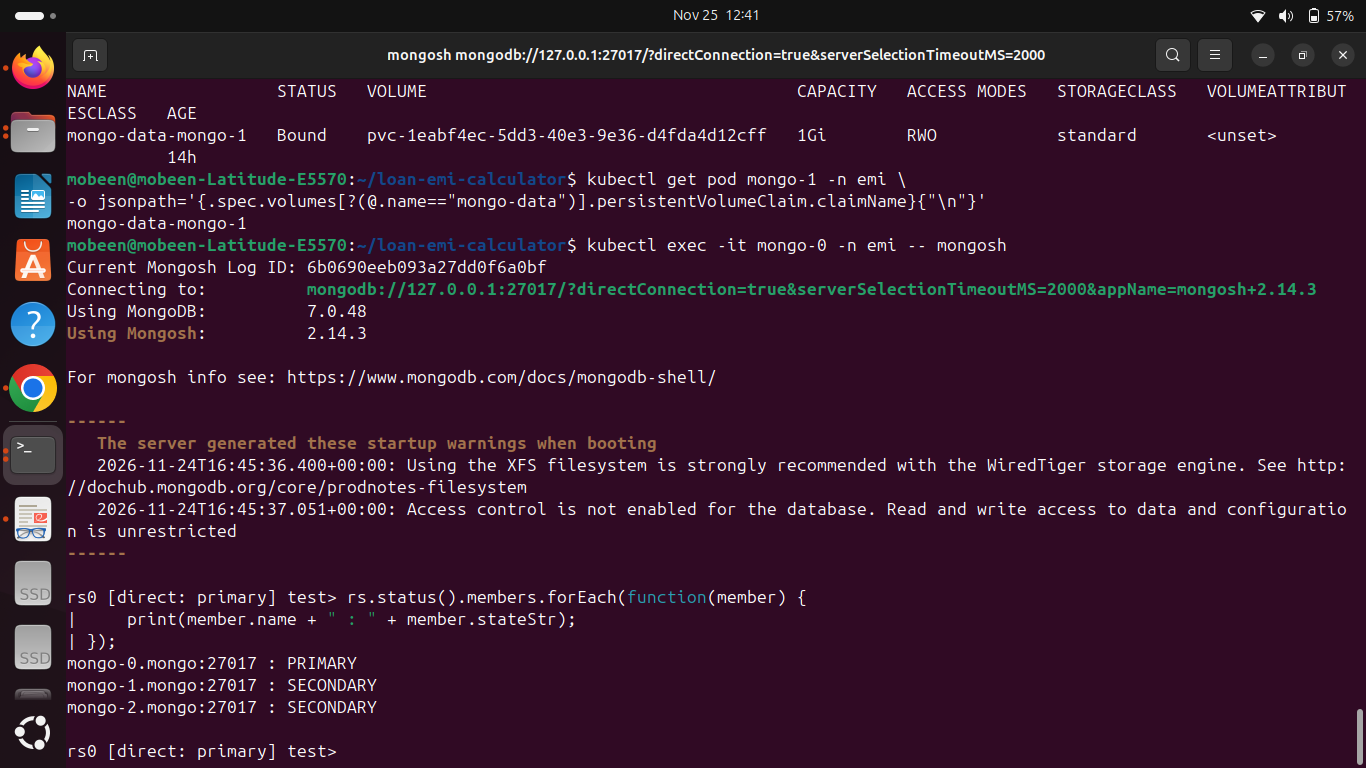 Nov 25 12:41
57%
mongosh mongodb://127.0.0.1:27017/?directConnection=true&serverSelectionTimeoutMS=2000
NAME STATUS VOLUME CAPACITY ACCESS MODES STORAGECLASS VOLUMEATTRIBUT
ESCLASS AGE
mongo-data-mongo-1 Bound pvc-1eabf4ec-5dd3-40e3-9e36-d4fda4d12cff 1Gi RWO standard <unset>
14h
mobeen@mobeen-Latitude-E5570:~/loan-emi-calculator$ kubectl get pod mongo-1 -n emi \
-o jsonpath='{.spec.volumes[?(@.name=="mongo-data")].persistentVolumeClaim.claimName}{"\n"}'
mongo-data-mongo-1
mobeen@mobeen-Latitude-E5570:~/loan-emi-calculator$ kubectl exec -it mongo-0 -n emi -- mongosh
Current Mongosh Log ID: 6b0690eeb093a27dd0f6a0bf
Connecting to: mongodb://127.0.0.1:27017/?directConnection=true&serverSelectionTimeoutMS=2000&appName=mongosh+2.14.3
Using MongoDB: 7.0.48
Using Mongosh: 2.14.3
For mongosh info see: https://www.mongodb.com/docs/mongodb-shell/
------
The server generated these startup warnings when booting
2026-11-24T16:45:36.400+00:00: Using the XFS filesystem is strongly recommended with the WiredTiger storage engine. See http:
//dochub.mongodb.org/core/prodnotes-filesystem
2026-11-24T16:45:37.051+00:00: Access control is not enabled for the database. Read and write access to data and configuratio
n is unrestricted
------
rs0 [direct: primary] test> rs.status().members.forEach(function(member) {
| print(member.name + " : " + member.stateStr);
| });
mongo-0.mongo:27017 : PRIMARY
mongo-1.mongo:27017 : SECONDARY
mongo-2.mongo:27017 : SECONDARY
rs0 [direct: primary] test>
SSD
SSD